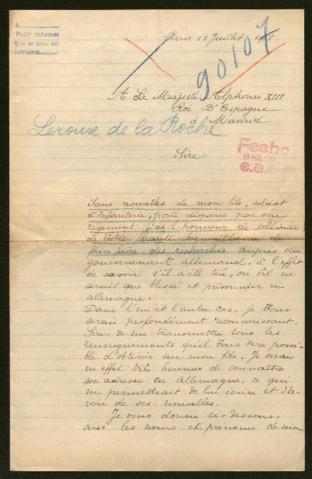 Pedir informes
Paris 13 Juillet
90107
A Sa Majesté Alphonse XIII
Roi D'Espagne
à Madrid.
Leroux de la Roche
Fecho
e.a.e.
Sire
Sans nouvelles de mon fils, soldat
d'Infanterie, porté disparu par son
régiment, j'ai l'honneur de solliciter
de Votre haute bienveillance de
faire faire des recherches auprès du
gouvernement allemand, à l'effet
de savoir s'il a été tué, ou s'il ne
serait que blessé et prisonnier en
allemagne.
Dans l'un et l'autre cas, je Vous
serais profondément reconnaissant,
Sire, de me transmettre tous les
renseignements qu'il Vous sera possi-
ble d'obtenir sur mon fils. Je serais
en effet très heureux de connaître
son adresse en Allemagne, ce qui
me permettrait de lui écrire et d'a-
voir de ses nouvelles.
Je vous donne ci-dessous,
avec les noms et prénoms de mon